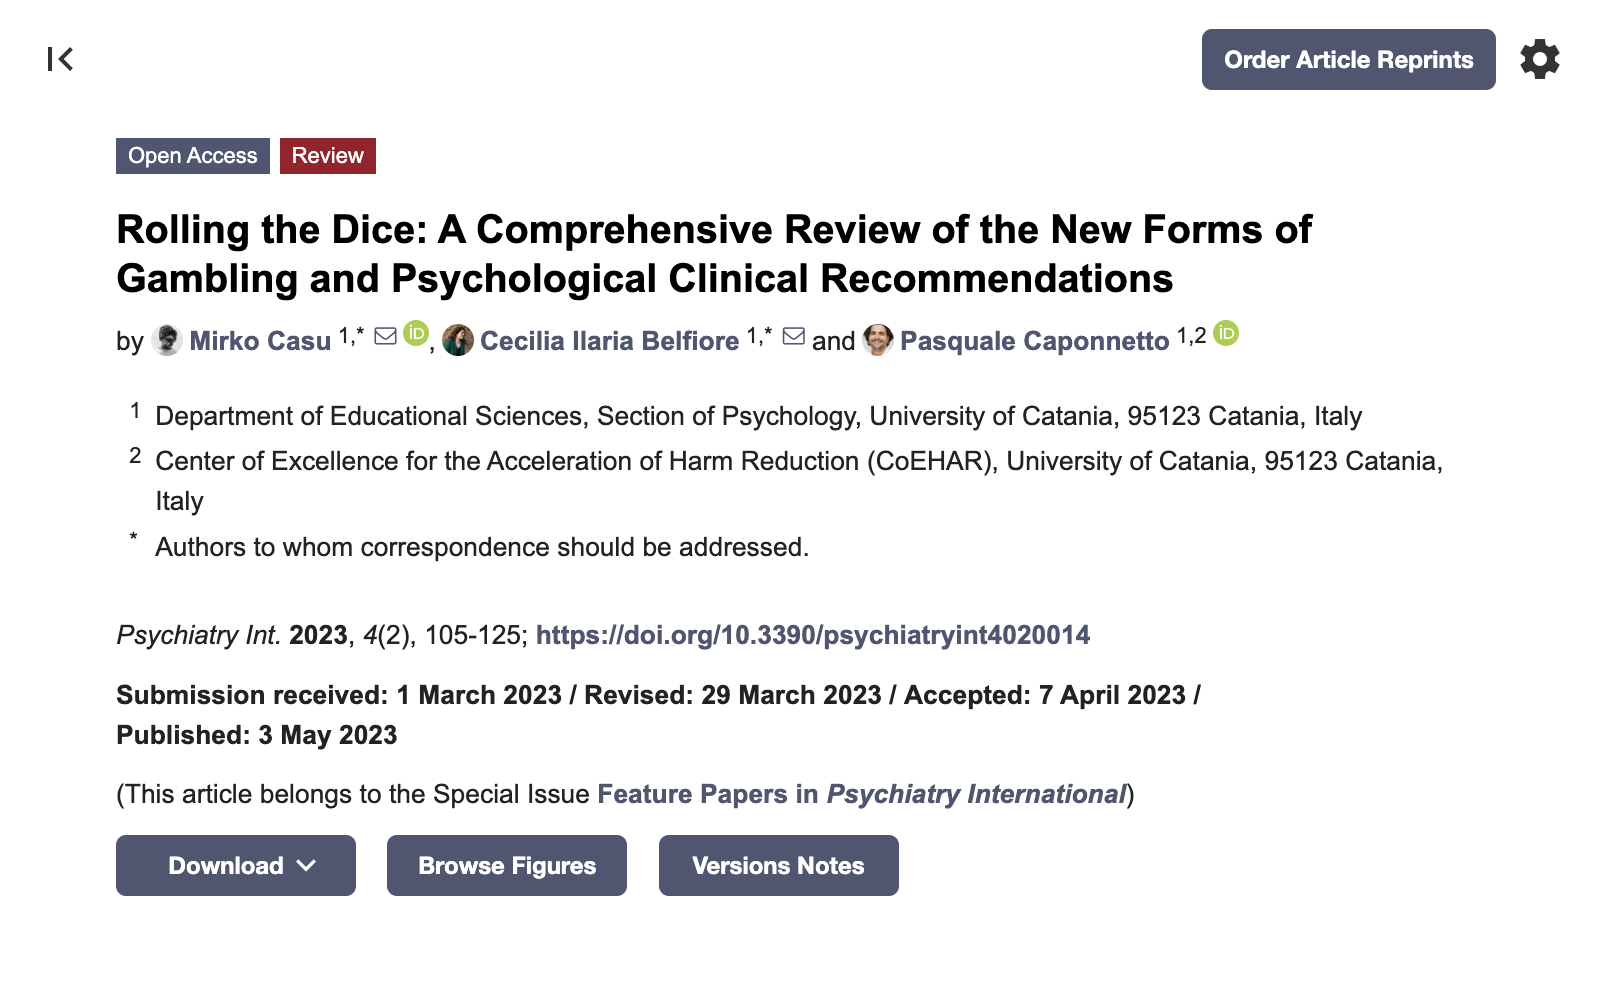 Order Article Reprints
Open Access Review
Rolling the Dice: A Comprehensive Review of the New Forms of
Gambling and Psychological Clinical Recommendations
by Mirko Casu 1,* iD, Cecilia Ilaria Belfiore 1,* and Pasquale Caponnetto 1,2 iD
1 Department of Educational Sciences, Section of Psychology, University of Catania, 95123 Catania, Italy
2 Center of Excellence for the Acceleration of Harm Reduction (CoEHAR), University of Catania, 95123 Catania,
Italy
* Authors to whom correspondence should be addressed.
Psychiatry Int. 2023, 4(2), 105-125; https://doi.org/10.3390/psychiatryint4020014
Submission received: 1 March 2023 / Revised: 29 March 2023 / Accepted: 7 April 2023 /
Published: 3 May 2023
(This article belongs to the Special Issue Feature Papers in Psychiatry International)
Download Browse Figures Versions Notes